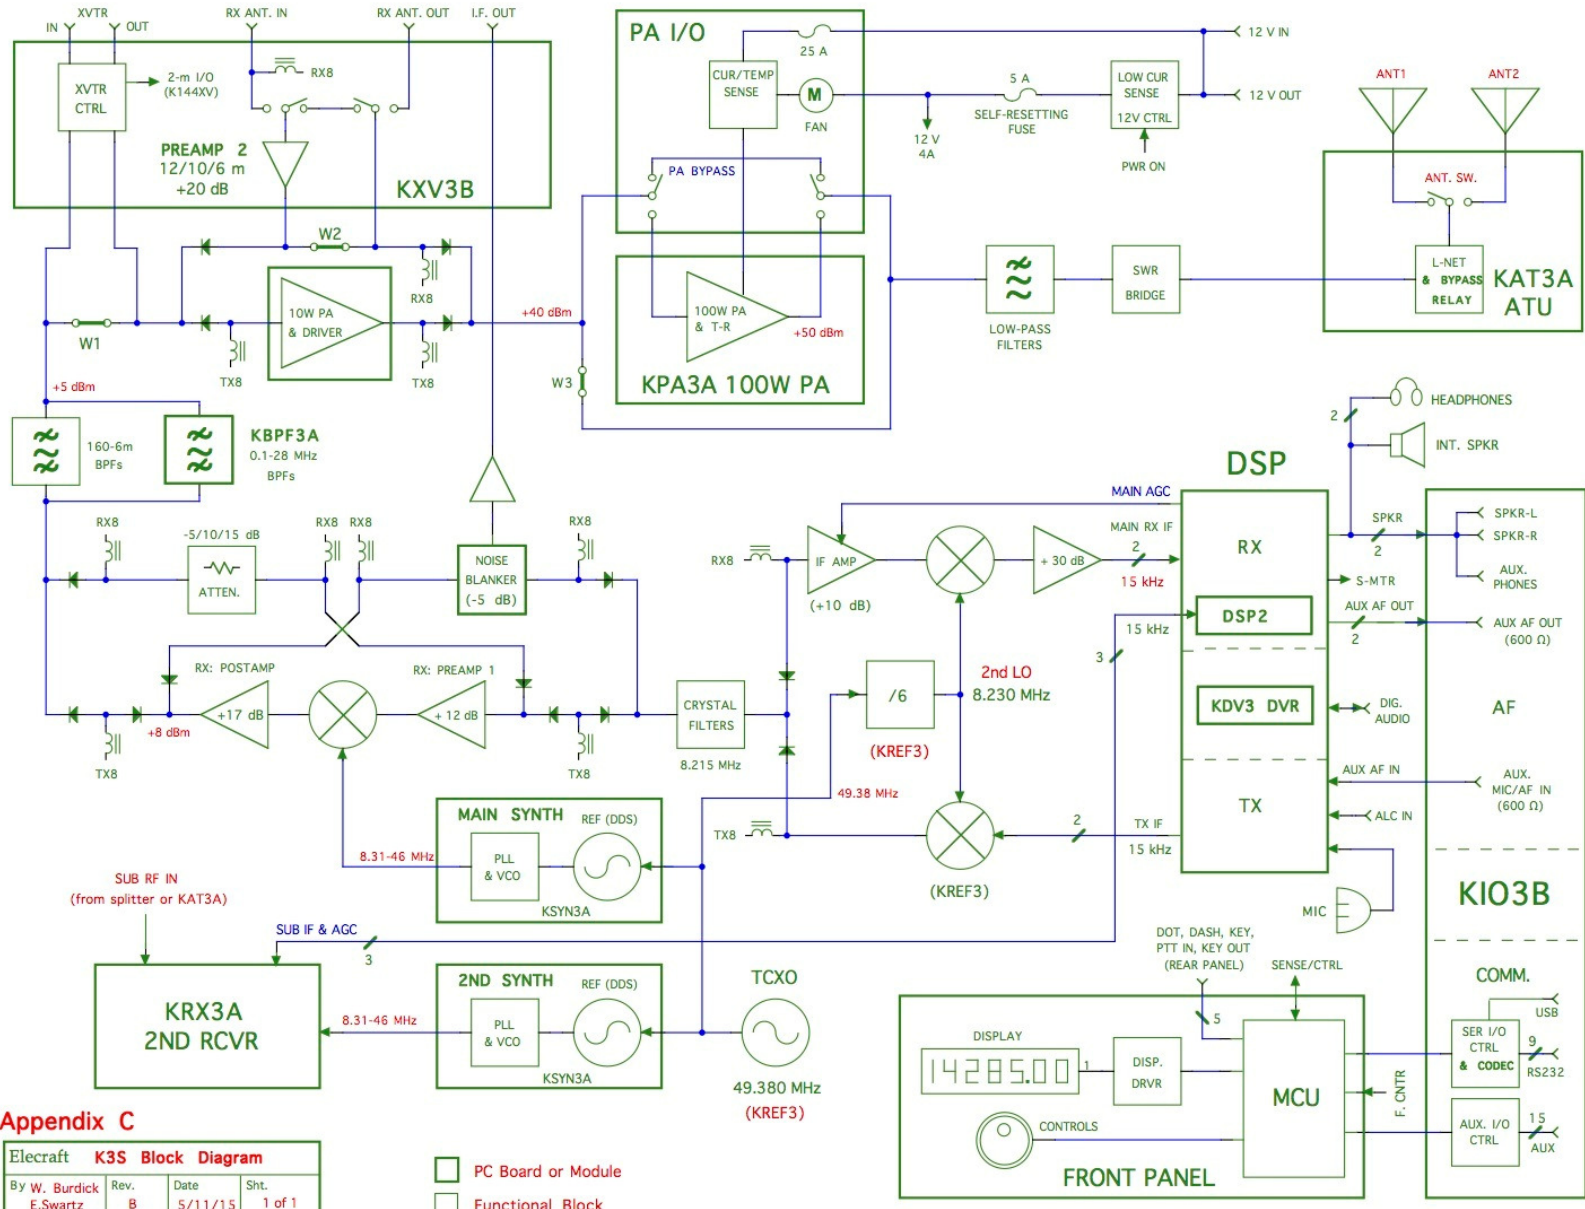 XVTR
IN
OUT
RX ANT. IN
RX ANT. OUT
I.F. OUT
XVTR
CTRL
2-m I/O
(K144XV)
RX8
PREAMP 2
12/10/6 m
+20 dB
KXV3B
W2
RX8
10W PA
& DRIVER
W1
TX8
TX8
+40 dBm
W3
+5 dBm
PA I/O
25 A
CUR/TEMP
SENSE
M
FAN
5 A
SELF-RESETTING
FUSE
12 V
4A
LOW CUR
SENSE
12V CTRL
PWR ON
12 V IN
12 V OUT
PA BYPASS
100W PA
& T-R
+50 dBm
KPA3A 100W PA
LOW-PASS
FILTERS
SWR
BRIDGE
ANT1
ANT2
ANT. SW.
L-NET
& BYPASS
RELAY
KAT3A
ATU
160-6m
BPFs
KBPF3A
0.1-28 MHz
BPFs
RX8
-5/10/15 dB
ATTEN.
RX8
RX8
NOISE
BLANKER
(-5 dB)
RX8
RX: POSTAMP
+17 dB
+8 dBm
TX8
RX: PREAMP 1
+ 12 dB
TX8
CRYSTAL
FILTERS
8.215 MHz
RX8
IF AMP
(+10 dB)
+ 30 dB
MAIN AGC
MAIN RX IF
2
15 kHz
15 kHz
3
/6
(KREF3)
2nd LO
8.230 MHz
49.38 MHz
TX8
(KREF3)
2
TX IF
15 kHz
DSP
RX
DSP2
KDV3 DVR
TX
2
HEADPHONES
INT. SPKR
SPKR
2
S-MTR
AUX AF OUT
2
DIG.
AUDIO
AUX AF IN
ALC IN
MIC
SPKR-L
SPKR-R
AUX.
PHONES
AUX AF OUT
(600 Ω)
AF
AUX.
MIC/AF IN
(600 Ω)
KIO3B
COMM.
USB
SER I/O
CTRL
& CODEC
9
RS232
AUX. I/O
CTRL
15
AUX
MAIN SYNTH
REF (DDS)
PLL
& VCO
KSYN3A
8.31-46 MHz
SUB RF IN
(from splitter or KAT3A)
SUB IF & AGC
3
KRX3A
2ND RCVR
8.31-46 MHz
2ND SYNTH
REF (DDS)
PLL
& VCO
KSYN3A
TCXO
49.380 MHz
(KREF3)
DOT, DASH, KEY,
PTT IN, KEY OUT
(REAR PANEL)
SENSE/CTRL
5
DISPLAY
14285.00
1
DISP.
DRVR
MCU
CONTROLS
FRONT PANEL
F. CNTR
Appendix C
Elecraft K3S Block Diagram
By W. Burdick
E.Swartz
Rev.
B
Date
5/11/15
Sht.
1 of 1
PC Board or Module
Functional Block